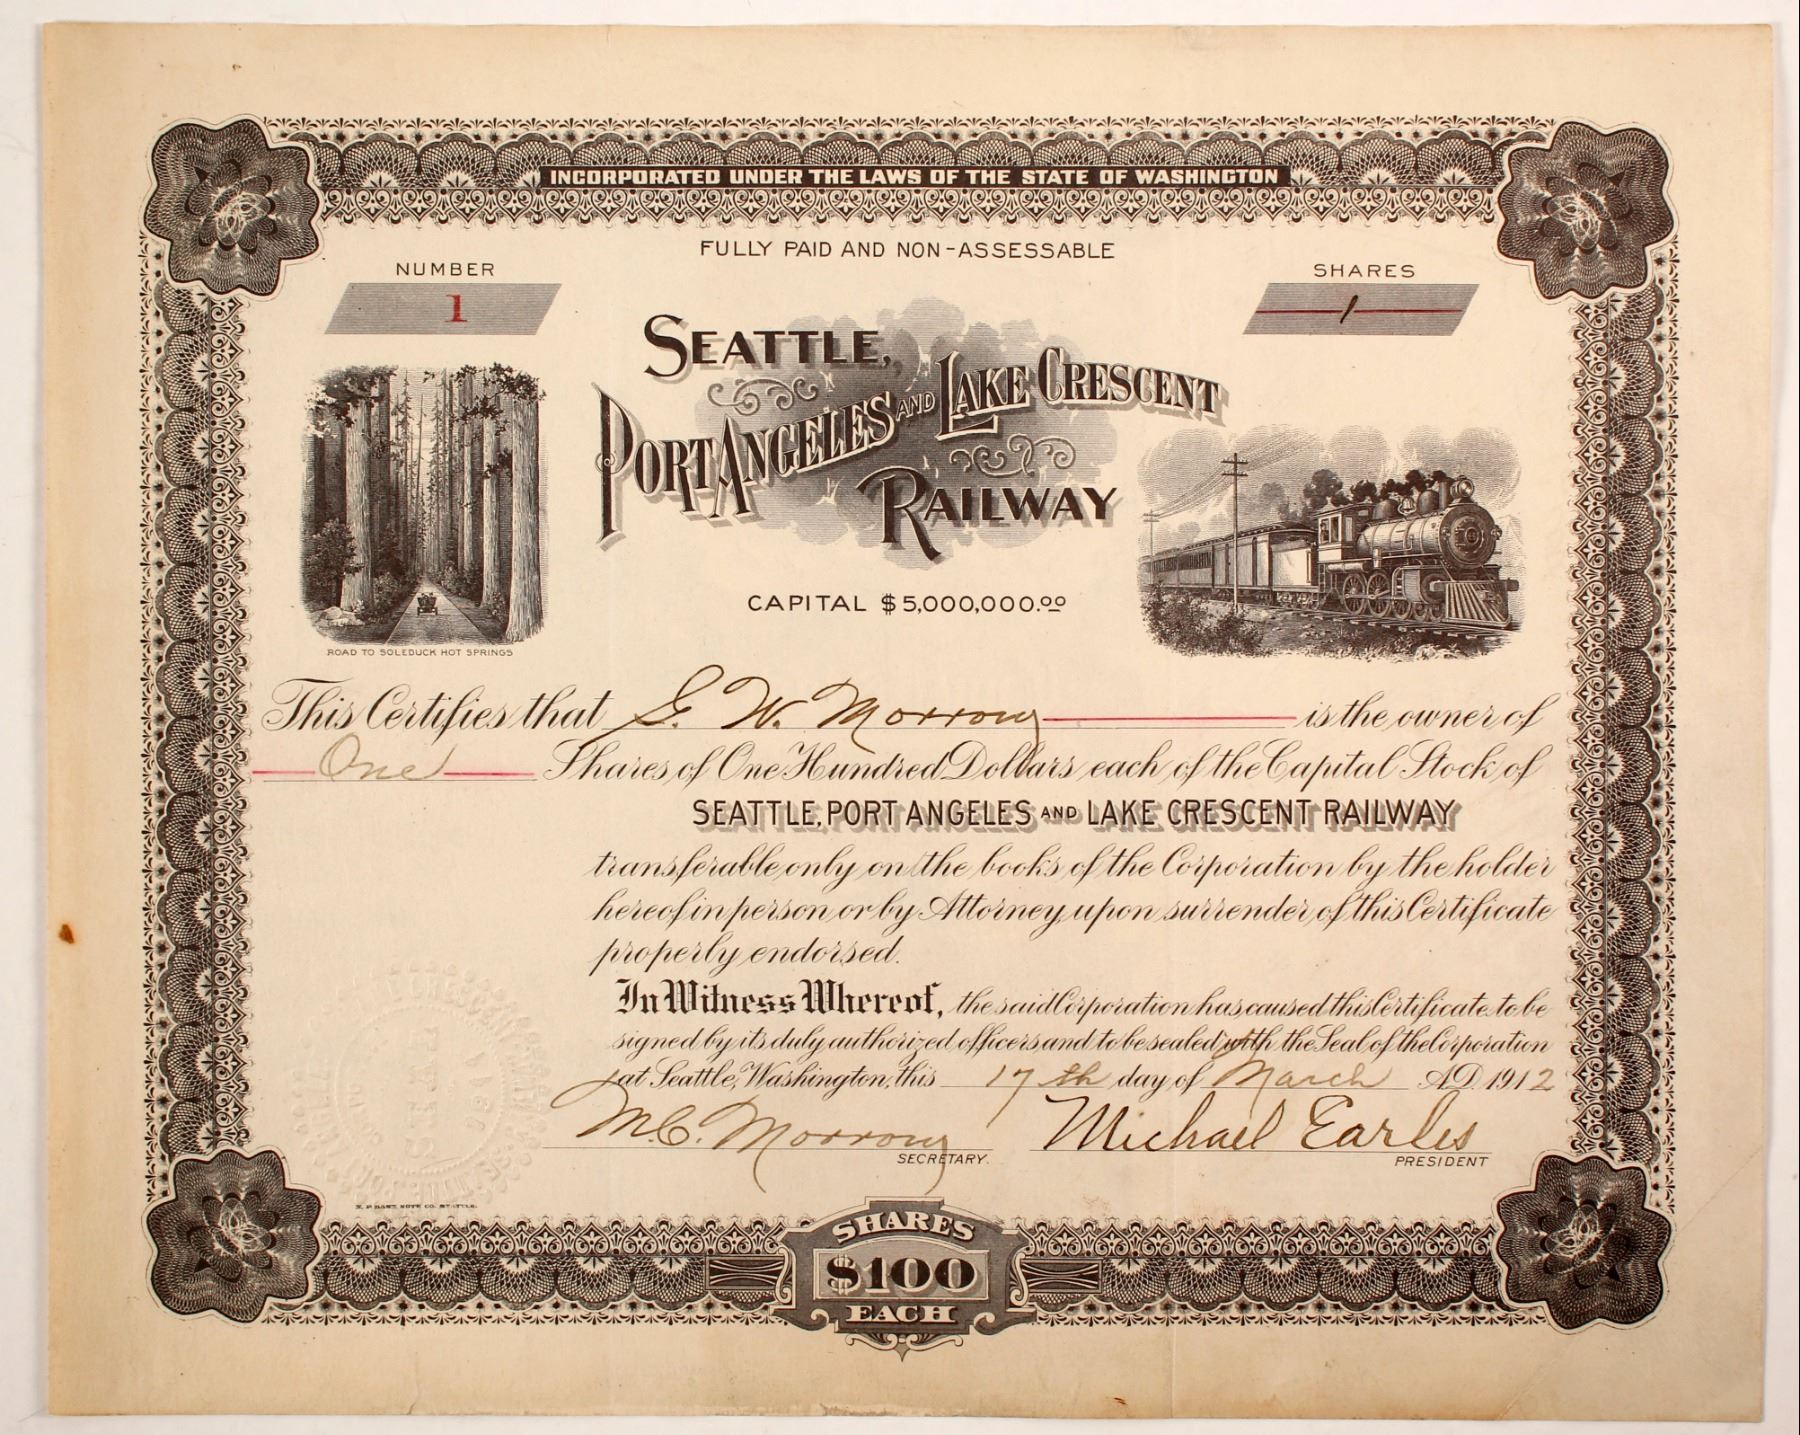 INCORPORATED UNDER THE LAWS OF THE STATE OF WASHINGTON
FULLY PAID AND NON-ASSESSABLE
NUMBER
1
SHARES
1
SEATTLE,
PORT ANGELES AND LAKE CRESCENT
RAILWAY
CAPITAL $5,000,000.00
ROAD TO SOLEDUCK HOT SPRINGS
This Certifies that G. W. Morrow is the owner of
One Shares of One Hundred Dollars each of the Capital Stock of
SEATTLE, PORT ANGELES AND LAKE CRESCENT RAILWAY
transferable only on the books of the Corporation by the holder
hereof in person or by Attorney upon surrender of this Certificate
properly endorsed.
In Witness Whereof, the said Corporation has caused this Certificate to be
signed by its duly authorized officers and to be sealed with the Seal of the Corporation
at Seattle, Washington, this 17th day of March A.D. 1912
M.C. Morrow Michael Earles
SECRETARY. PRESIDENT
SHARES
$100
EACH